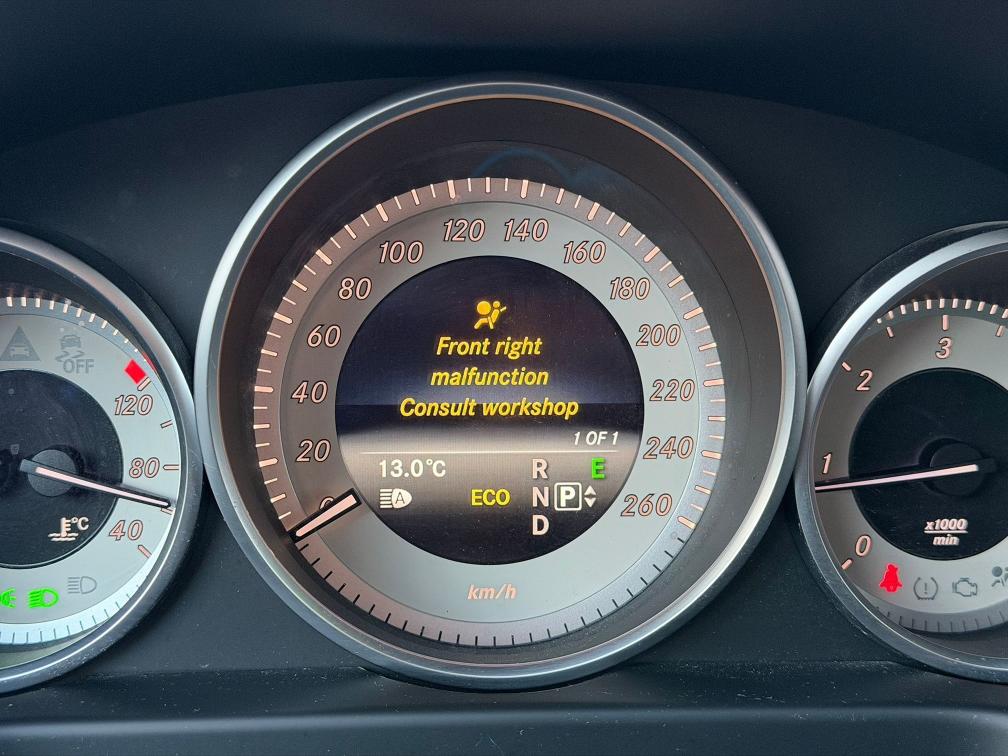 120 140
100 160
80 180
60 200
40 220
20 240
0 260
Front right
malfunction
Consult workshop
1 OF 1
13.0°C
R
E
A
ECO
N
P
D
km/h
OFF
120
80
40
°C
3
2
1
0
x1000
min